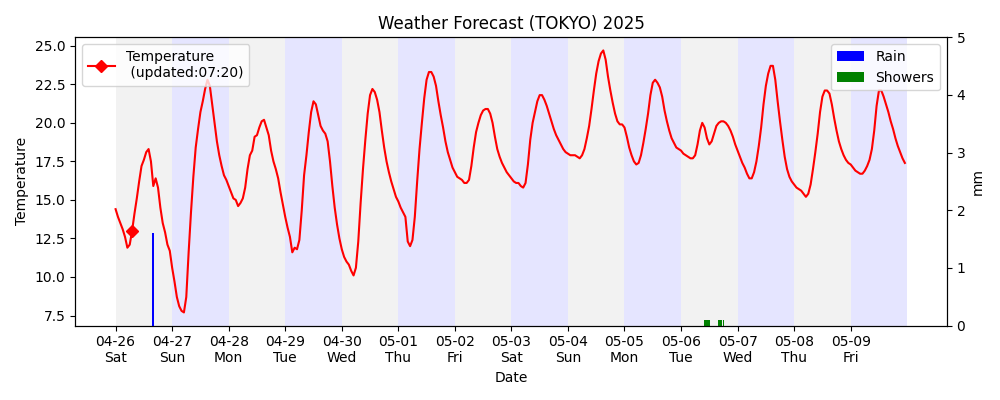 Weather Forecast (TOKYO) 2025
Temperature
(updated:07:20)
Rain
Showers
Temperature
25.0
22.5
20.0
17.5
15.0
12.5
10.0
7.5
5
4
3
2
1
0
mm
04-26 04-27 04-28 04-29 04-30 05-01 05-02 05-03 05-04 05-05 05-06 05-07 05-08 05-09
Sat Sun Mon Tue Wed Thu Fri Sat Sun Mon Tue Wed Thu Fri
Date